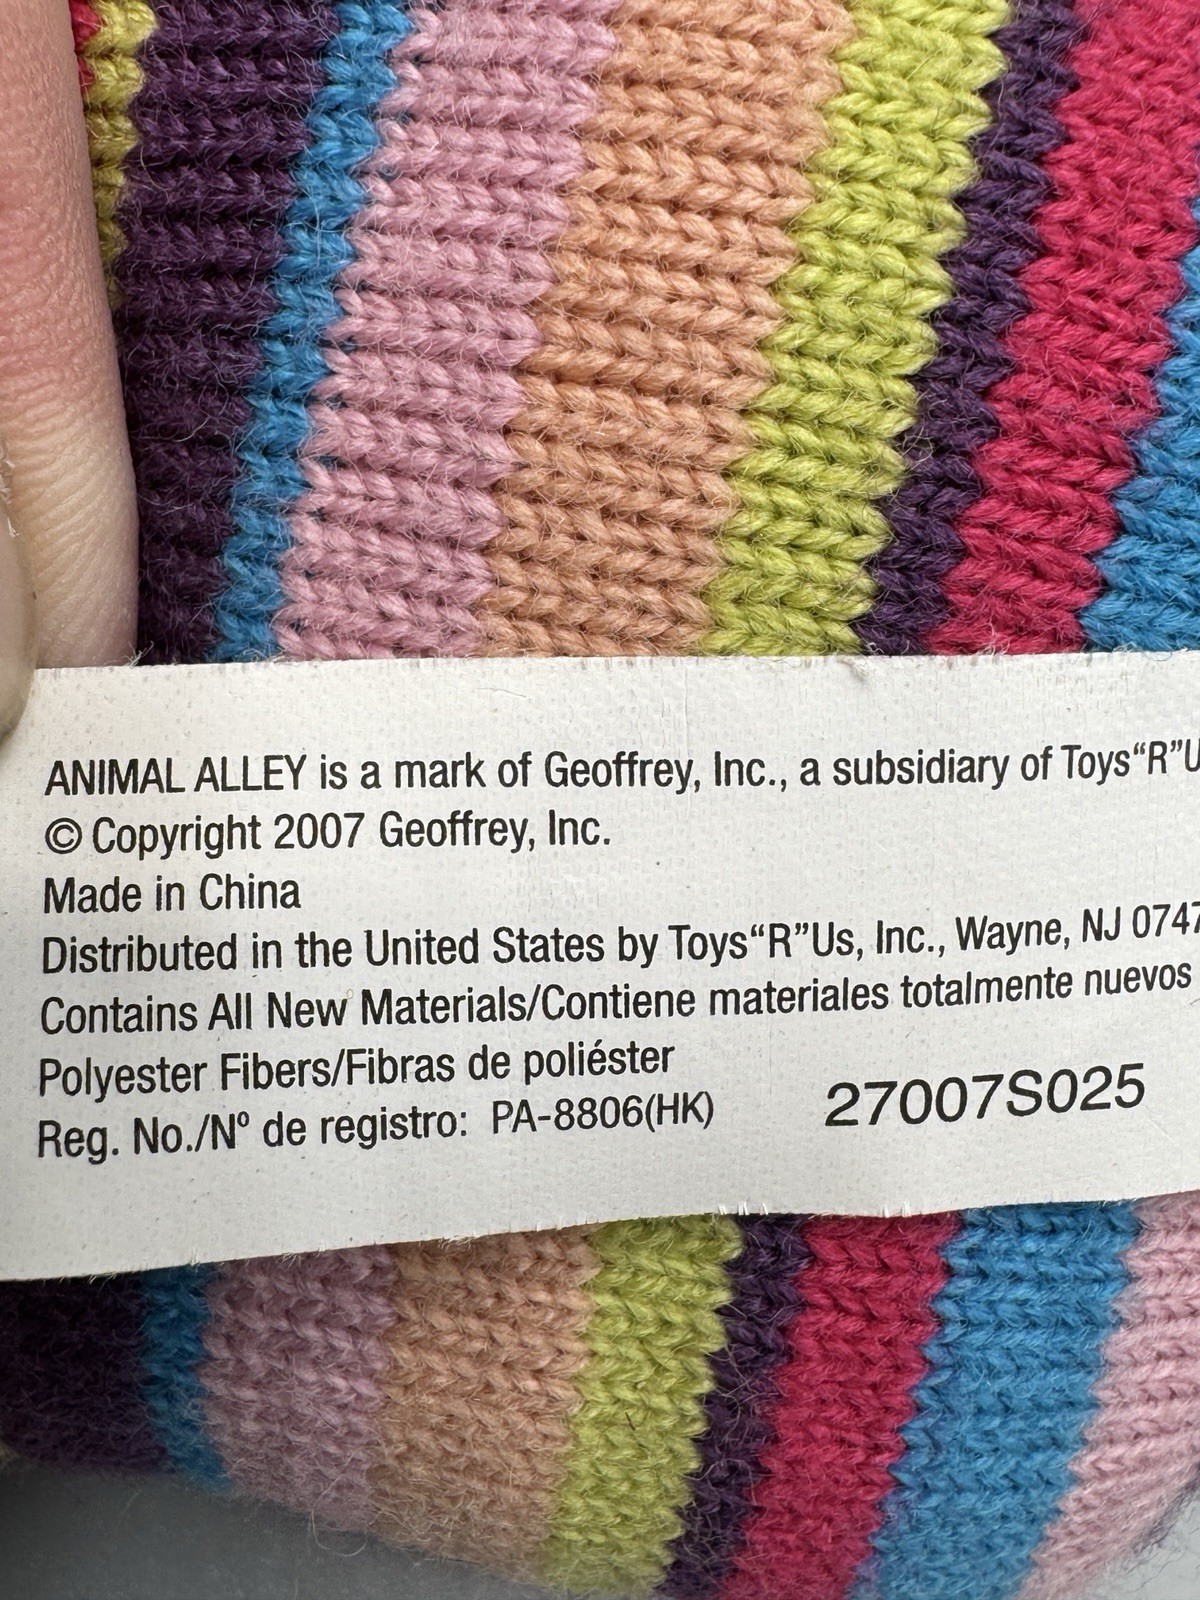 ANIMAL ALLEY is a mark of Geoffrey, Inc., a subsidiary of Toys“R”U
© Copyright 2007 Geoffrey, Inc.
Made in China
Distributed in the United States by Toys“R”Us, Inc., Wayne, NJ 0747
Contains All New Materials/Contiene materiales totalmente nuevos
Polyester Fibers/Fibras de poliéster
Reg. No./Nº de registro: PA-8806(HK) 27007S025